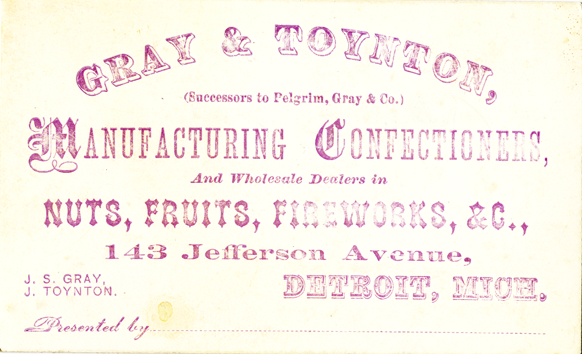 GRAY & TOYNTON,
(Successors to Pelgrim, Gray & Co.)
MANUFACTURING CONFECTIONERS,
And Wholesale Dealers in
NUTS, FRUITS, FIREWORKS, &C.,
143 Jefferson Avenue,
J. S. GRAY,
J. TOYNTON.
DETROIT, MICH.
Presented by